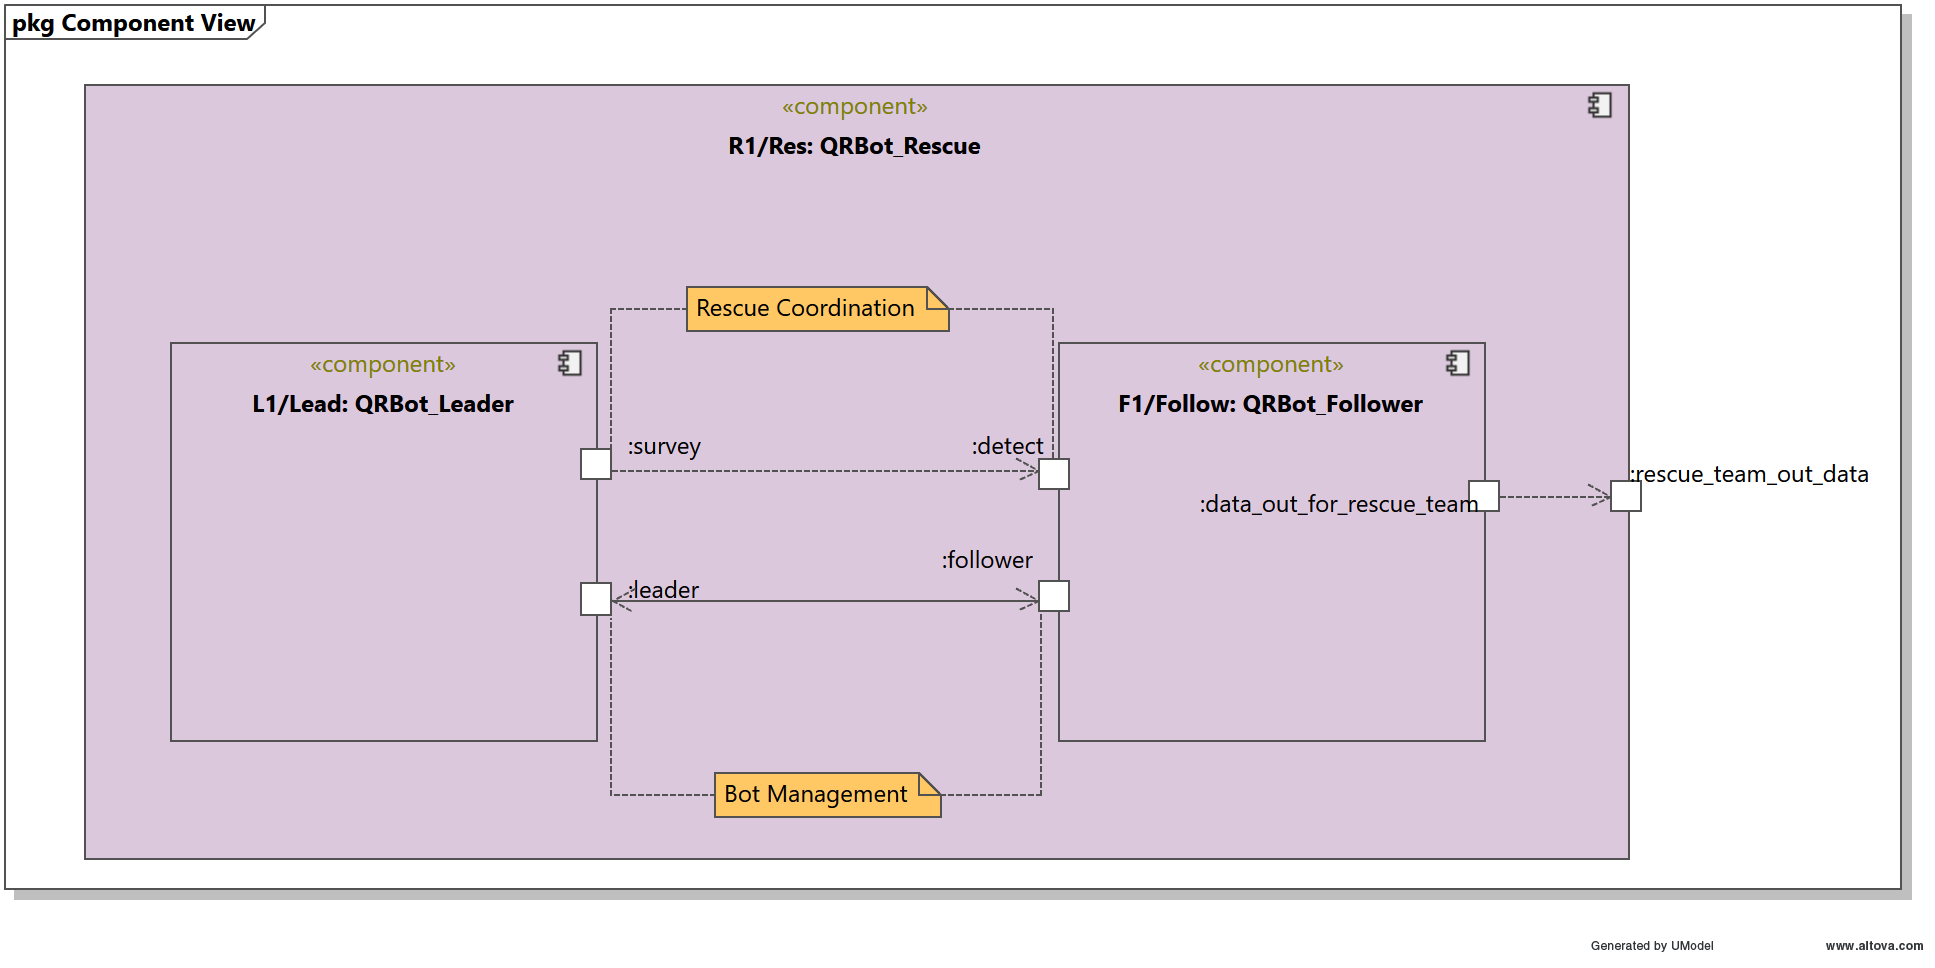 pkg Component View
«component»
R1/Res: QRBot_Rescue
Rescue Coordination
«component»
L1/Lead: QRBot_Leader
«component»
F1/Follow: QRBot_Follower
:survey
:detect
:rescue_team_out_data
:data_out_for_rescue_team
:follower
:leader
Bot Management
Generated by UModel
www.altova.com